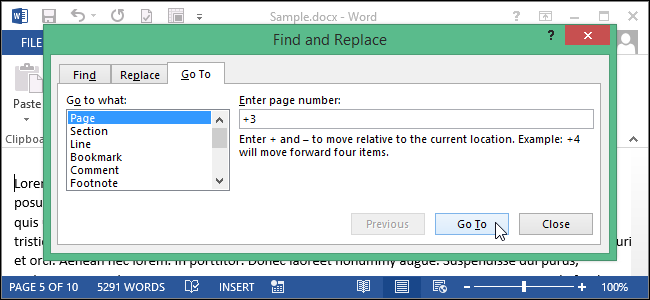 Sample.docx - Word
FILE
Find and Replace
Find Replace Go To
Paste
Clipboard
Go to what:
Page
Section
Line
Bookmark
Comment
Footnote
Enter page number:
+3
Enter + and – to move relative to the current location. Example: +4
will move forward four items.
Previous Go To Close
Lorem
posu
quis
tristic
uri
et orci. Aenean nec lorem. In porttitor. Donec laoreet nonummy augue. Suspendisse dui purus,
PAGE 5 OF 10 5291 WORDS INSERT 100%